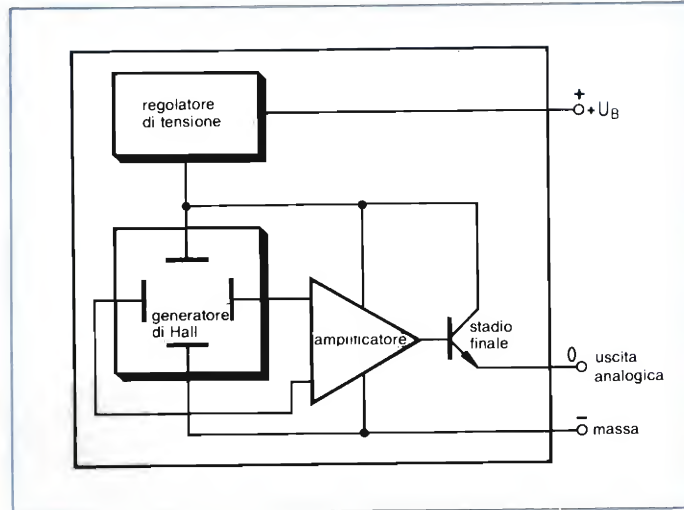 regolatore
di tensione
+
+UB
generatore
di Hall
amplificatore
stadio
finale
0
uscita
analogica
–
massa